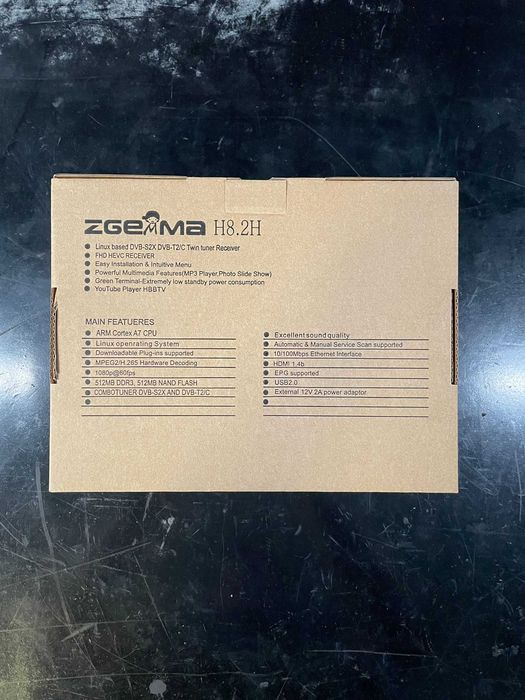 ZGEMMA H8.2H
Linux based DVB-S2X DVB-T2/C Twin tuner Receiver
FHD HEVC RECEIVER
Easy Installation & Intuitive Menu
Powerful Multimedia Features(MP3 Player,Photo Slide Show)
Green Terminal-Extremely low standby power consumption
YouTube Player HBBTV
MAIN FEATUERES
ARM Cortex A7 CPU
Linux openrating System
Downloadable Plug-ins supported
MPEG2/H.265 Hardware Decoding
1080p@60fps
512MB DDR3, 512MB NAND FLASH
COMBOTUNER DVB-S2X AND DVB-T2/C
Excellent sound quality
Automatic & Manual Service Scan supported
10/100Mbps Ethernet Interface
HDMI 1.4b
EPG supported
USB2.0
External 12V 2A power adaptor